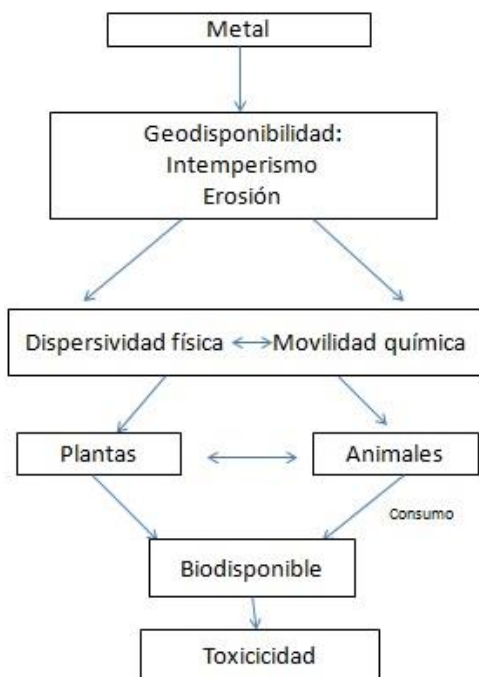 Metal
Geodisponibilidad:
Intemperismo
Erosión
Dispersividad física Movilidad química
Plantas
Animales
Consumo
Biodisponible
Toxicicidad